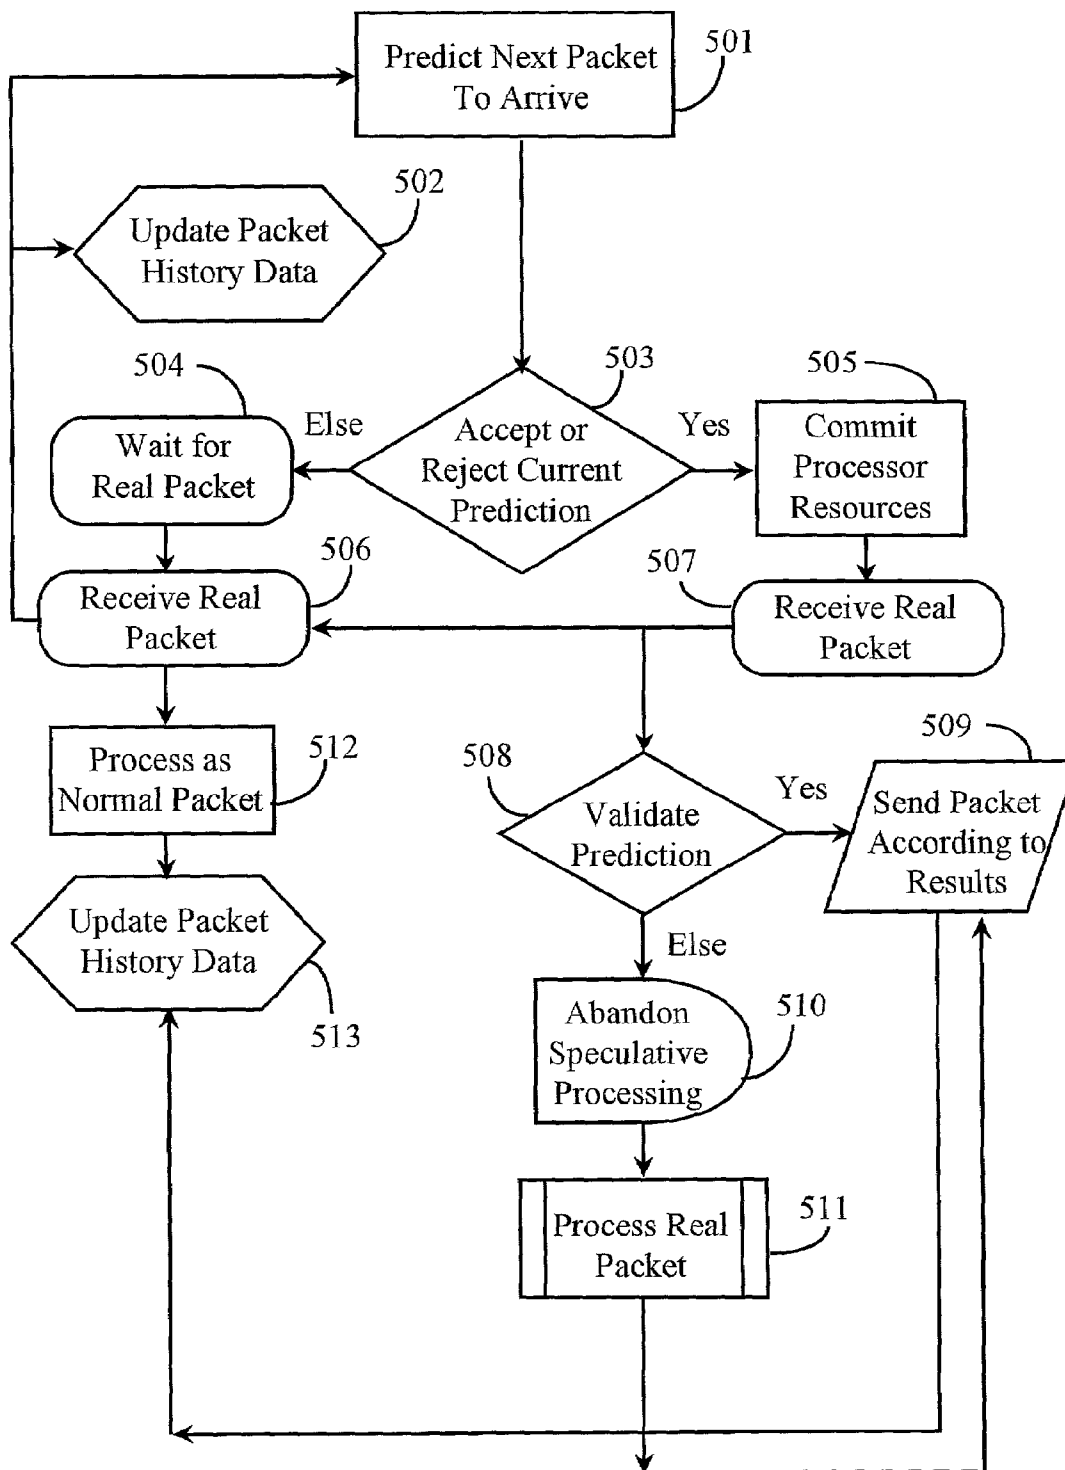 Predict Next Packet
To Arrive
501
502
Update Packet
History Data
503
504
505
Else
Yes
Wait for
Real Packet
Accept or
Reject Current
Prediction
Commit
Processor
Resources
506
507
Receive Real
Packet
Receive Real
Packet
512
508
509
Process as
Normal Packet
Validate
Prediction
Yes
Send Packet
According to
Results
Update Packet
History Data
513
Else
Abandon
Speculative
Processing
510
Process Real
Packet
511